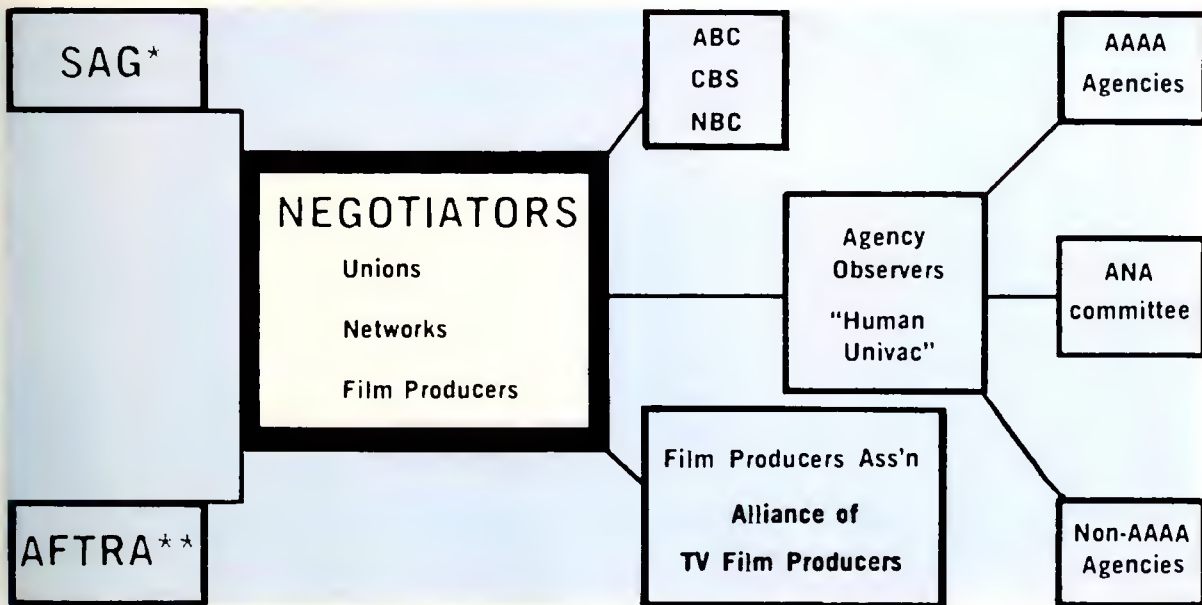 SAG*
AFTRA**
NEGOTIATORS
Unions
Networks
Film Producers
ABC
CBS
NBC
Agency
Observers
"Human
Univac"
Film Producers Ass'n
Alliance of
TV Film Producers
AAAA
Agencies
ANA
committee
Non-AAAA
Agencies